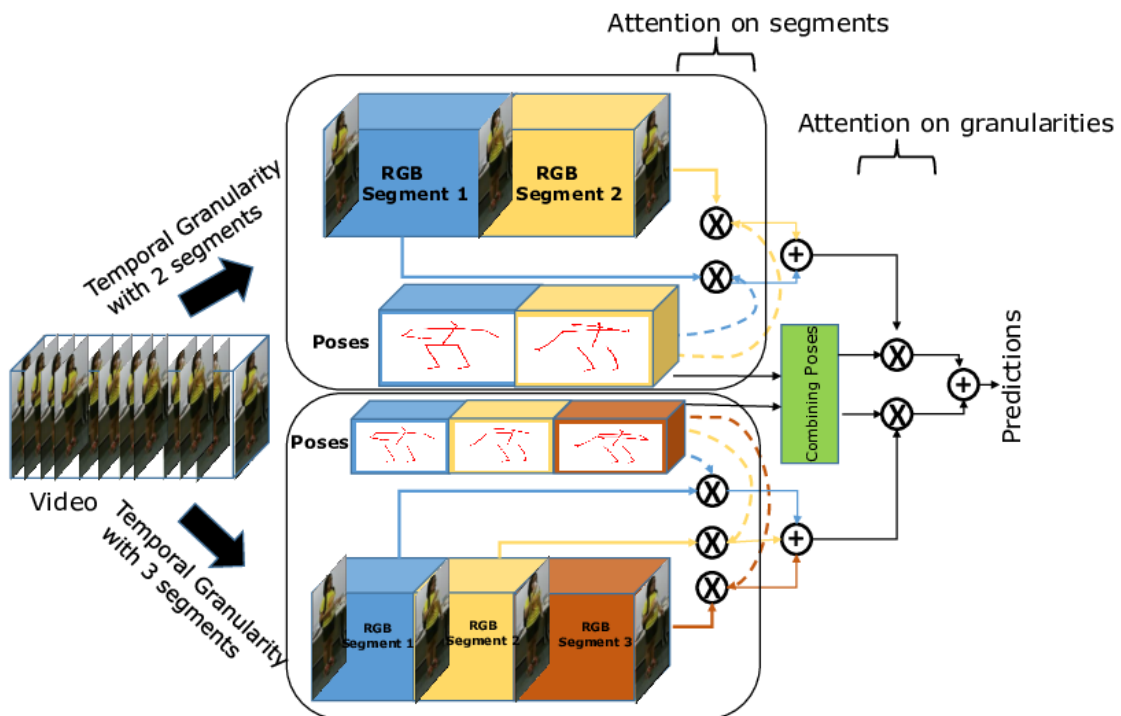 Attention on segments
Attention on granularities
Temporal Granularity
with 2 segments
RGB
Segment 1
RGB
Segment 2
X
X
+
Poses
Combining Poses
X
X
+
Predictions
Video
Poses
Temporal Granularity
with 3 segments
X
X
X
+
RGB
Segment 1
RGB
Segment 2
RGB
Segment 3